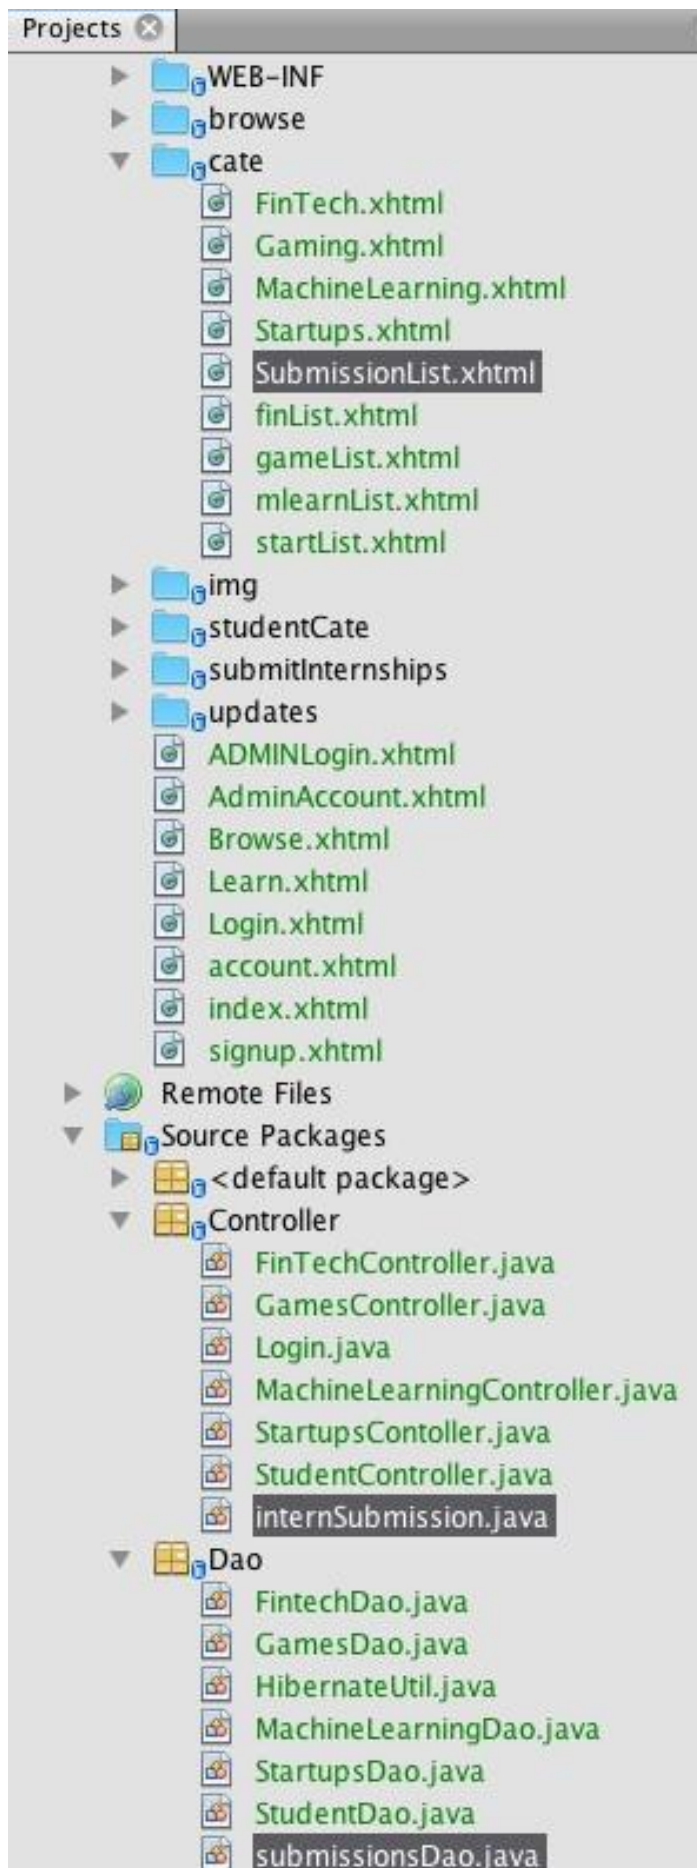 Projects
WEB-INF
browse
cate
FinTech.xhtml
Gaming.xhtml
MachineLearning.xhtml
Startups.xhtml
SubmissionList.xhtml
finList.xhtml
gameList.xhtml
mlearnList.xhtml
startList.xhtml
img
studentCate
submitInternships
updates
ADMINLogin.xhtml
AdminAccount.xhtml
Browse.xhtml
Learn.xhtml
Login.xhtml
account.xhtml
index.xhtml
signup.xhtml
Remote Files
Source Packages
<default package>
Controller
FinTechController.java
GamesController.java
Login.java
MachineLearningController.java
StartupsContoller.java
StudentController.java
internSubmission.java
Dao
FintechDao.java
GamesDao.java
HibernateUtil.java
MachineLearningDao.java
StartupsDao.java
StudentDao.java
submissionsDao.java